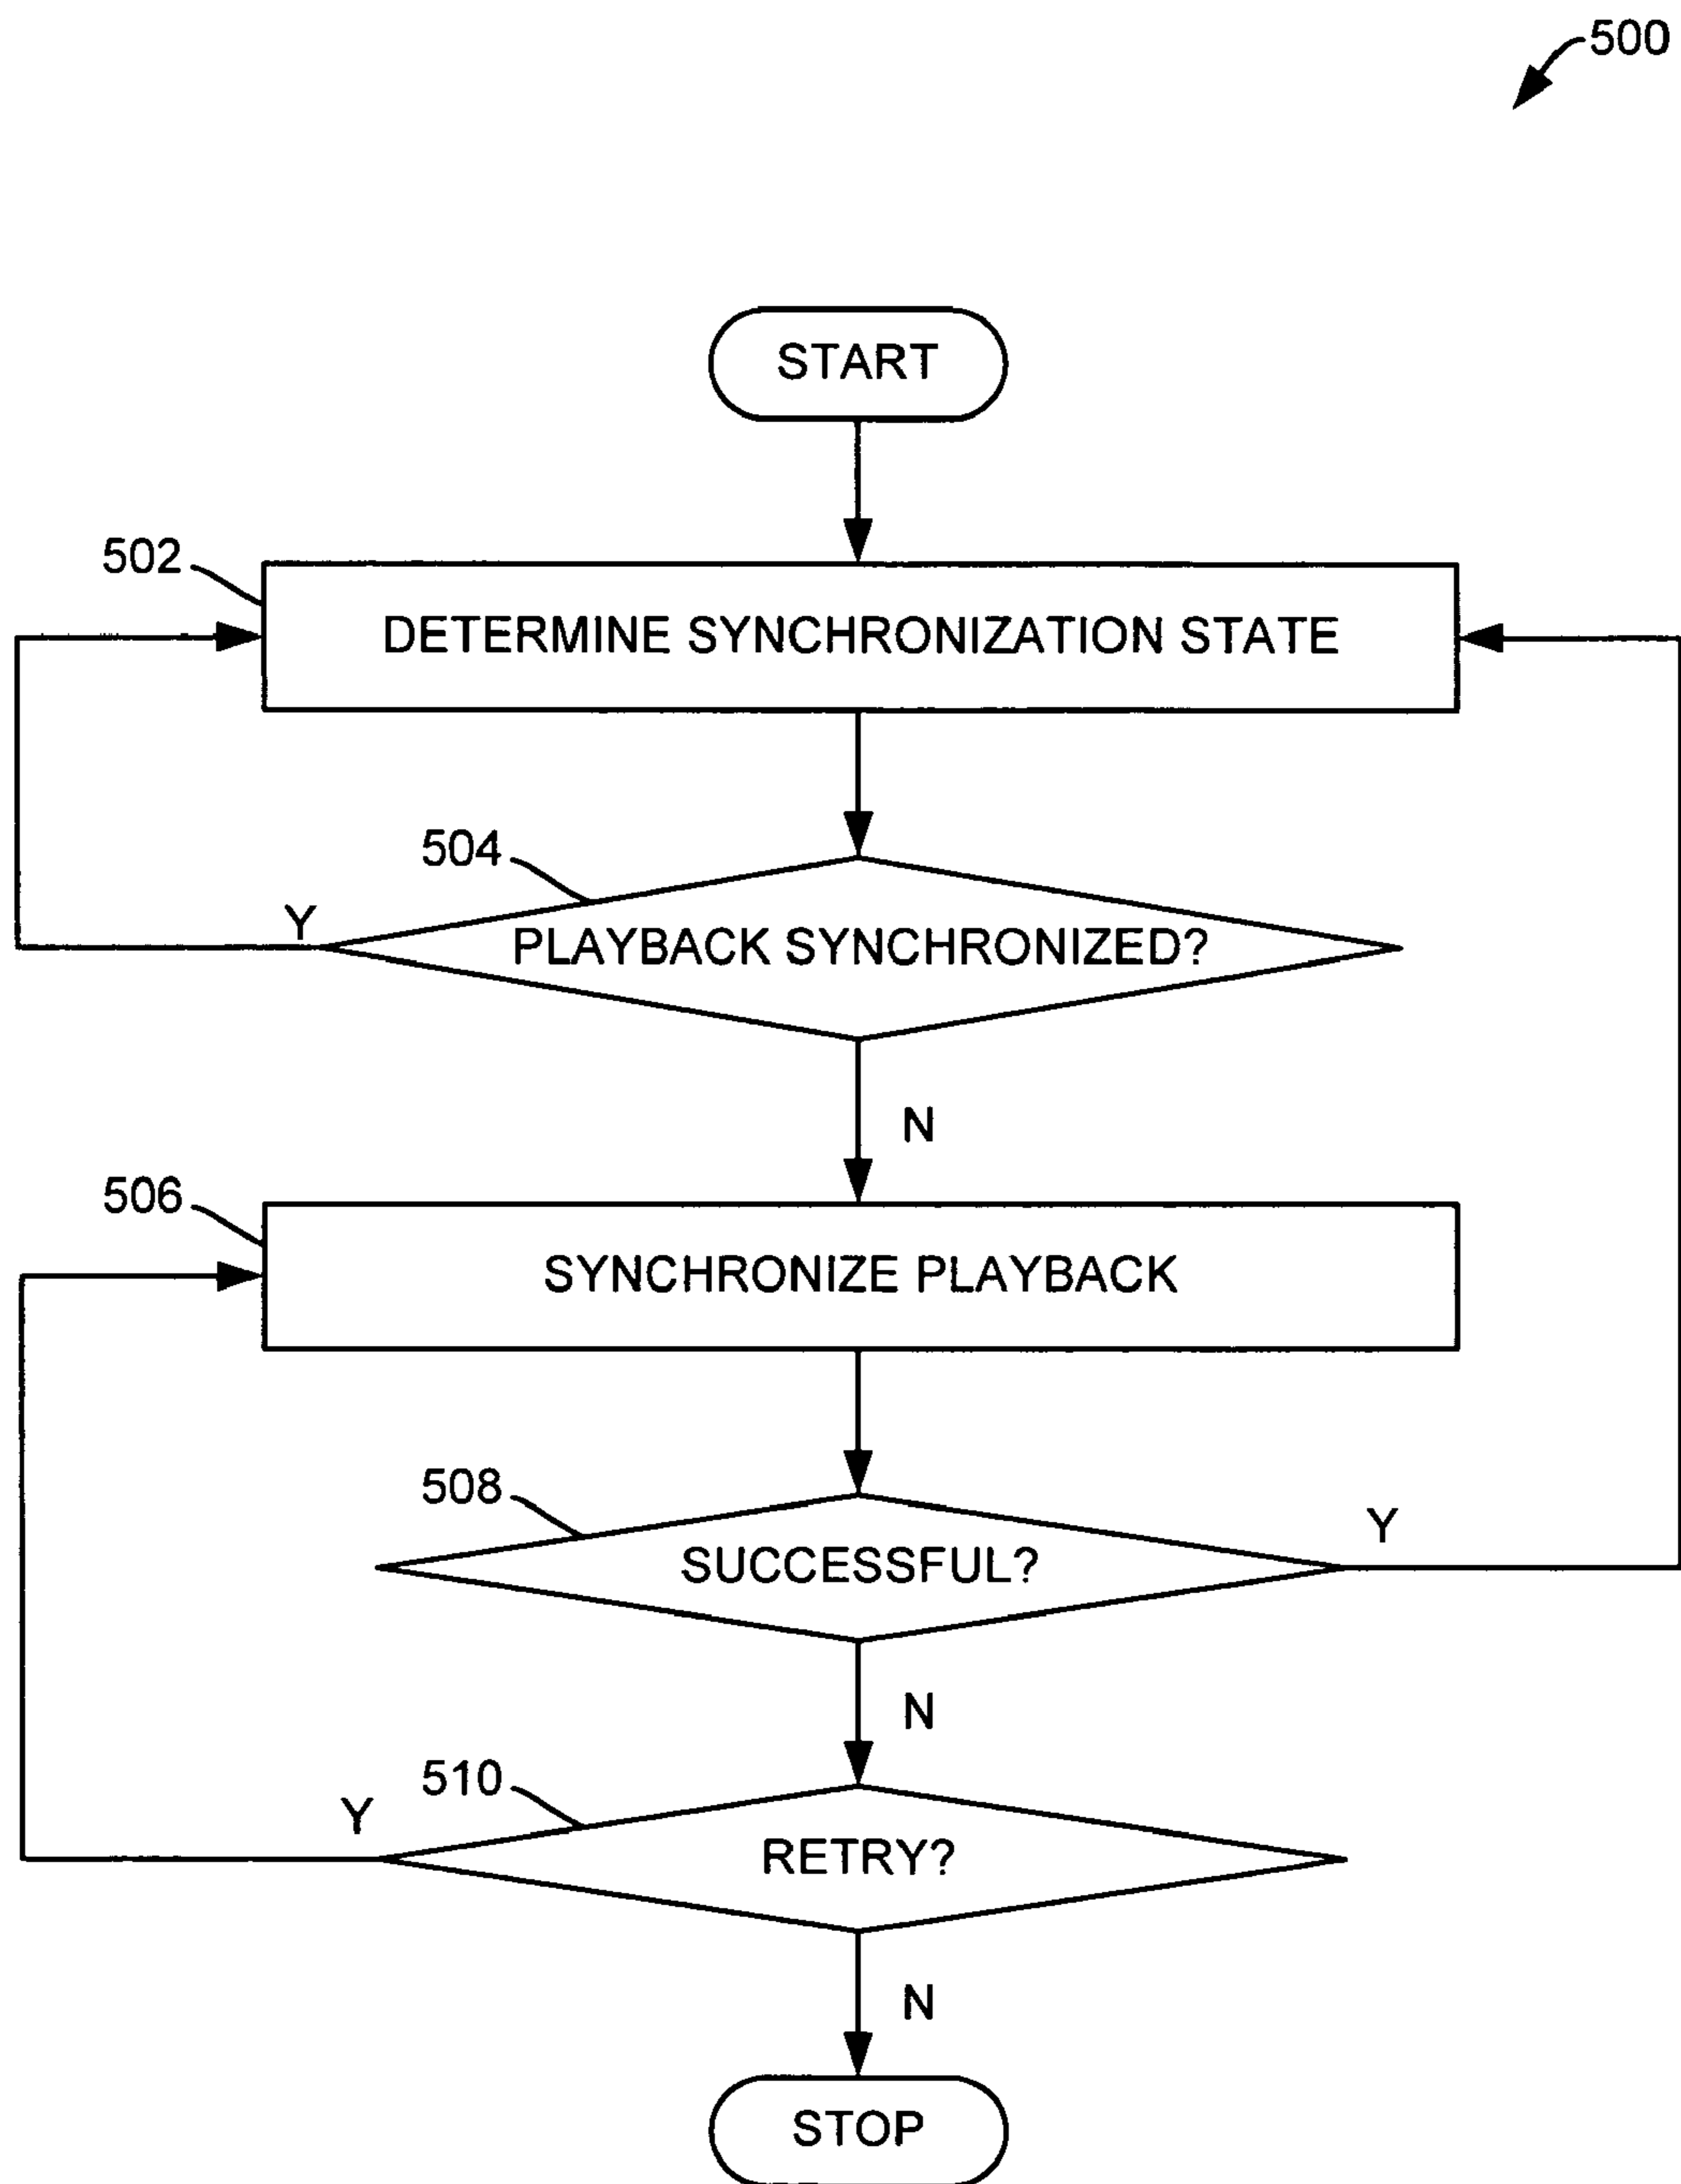 500
START
502
DETERMINE SYNCHRONIZATION STATE
504
Y
PLAYBACK SYNCHRONIZED?
N
506
SYNCHRONIZE PLAYBACK
508
Y
SUCCESSFUL?
N
510
Y
RETRY?
N
STOP